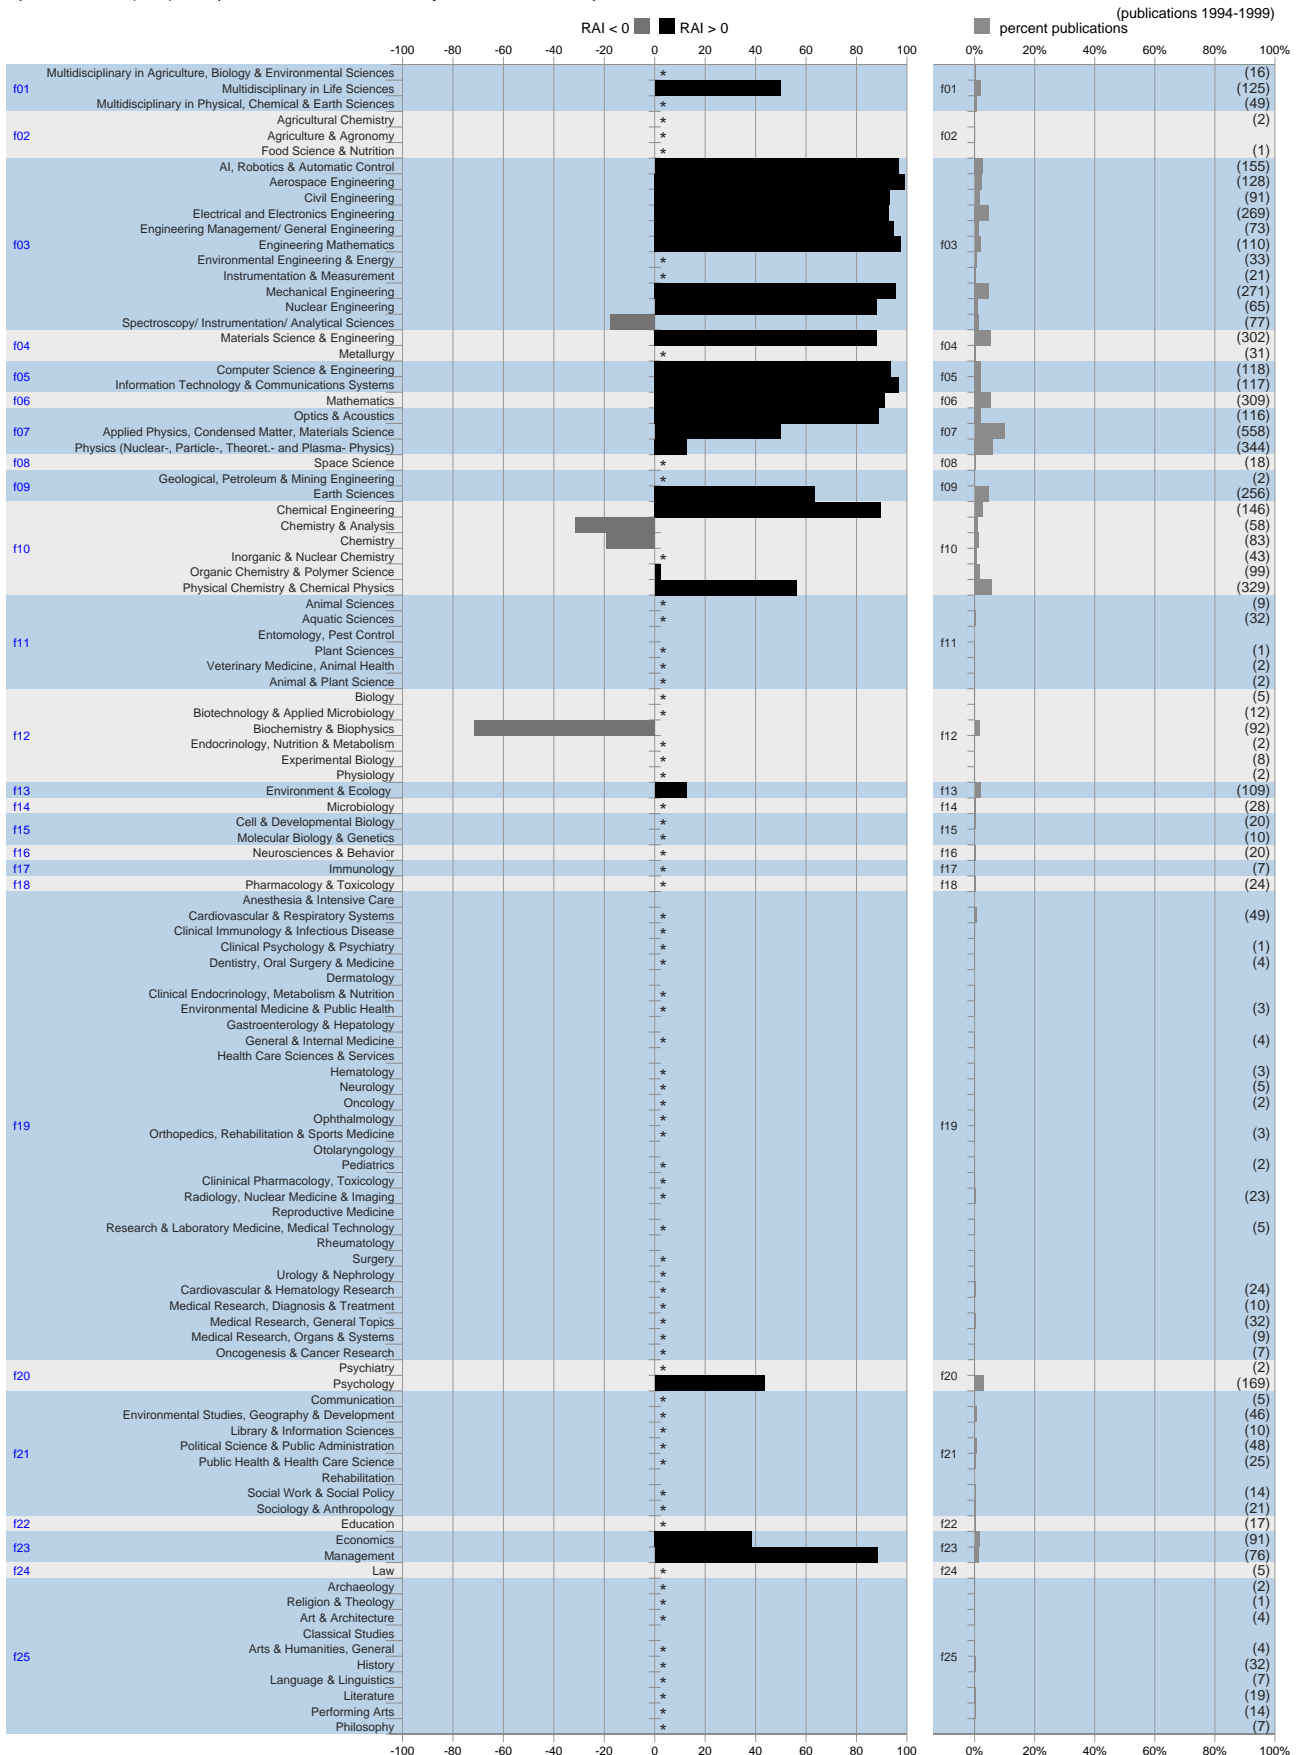 (publications 1994-1999)
RAI < 0 RAI > 0 percent publications
-100 -80 -60 -40 -20 0 20 40 60 80 100 0% 20% 40% 60% 80% 100%
Multidisciplinary in Agriculture, Biology & Environmental Sciences * (16)
f01 Multidisciplinary in Life Sciences f01 (125)
Multidisciplinary in Physical, Chemical & Earth Sciences * (49)
Agricultural Chemistry * (2)
f02 Agriculture & Agronomy * f02
Food Science & Nutrition * (1)
AI, Robotics & Automatic Control (155)
Aerospace Engineering (128)
Civil Engineering (91)
Electrical and Electronics Engineering (269)
Engineering Management/ General Engineering (73)
f03 Engineering Mathematics f03 (110)
Environmental Engineering & Energy * (33)
Instrumentation & Measurement * (21)
Mechanical Engineering (271)
Nuclear Engineering (65)
Spectroscopy/ Instrumentation/ Analytical Sciences (77)
f04 Materials Science & Engineering f04 (302)
Metallurgy * (31)
f05 Computer Science & Engineering f05 (118)
Information Technology & Communications Systems (117)
f06 Mathematics f06 (309)
Optics & Acoustics (116)
f07 Applied Physics, Condensed Matter, Materials Science f07 (558)
Physics (Nuclear-, Particle-, Theoret.- and Plasma- Physics) (344)
f08 Space Science * f08 (18)
f09 Geological, Petroleum & Mining Engineering * f09 (2)
Earth Sciences (256)
Chemical Engineering (146)
Chemistry & Analysis (58)
f10 Chemistry f10 (83)
Inorganic & Nuclear Chemistry * (43)
Organic Chemistry & Polymer Science (99)
Physical Chemistry & Chemical Physics (329)
Animal Sciences * (9)
Aquatic Sciences * (32)
Entomology, Pest Control
f11 Plant Sciences * f11 (1)
Veterinary Medicine, Animal Health * (2)
Animal & Plant Science * (2)
Biology * (5)
Biotechnology & Applied Microbiology * (12)
f12 Biochemistry & Biophysics f12 (92)
Endocrinology, Nutrition & Metabolism * (2)
Experimental Biology * (8)
Physiology * (2)
f13 Environment & Ecology f13 (109)
f14 Microbiology * f14 (28)
f15 Cell & Developmental Biology * f15 (20)
Molecular Biology & Genetics * (10)
f16 Neurosciences & Behavior * f16 (20)
f17 Immunology * f17 (7)
f18 Pharmacology & Toxicology * f18 (24)
Anesthesia & Intensive Care
Cardiovascular & Respiratory Systems * (49)
Clinical Immunology & Infectious Disease *
Clinical Psychology & Psychiatry * (1)
Dentistry, Oral Surgery & Medicine * (4)
Dermatology
Clinical Endocrinology, Metabolism & Nutrition *
Environmental Medicine & Public Health * (3)
Gastroenterology & Hepatology
General & Internal Medicine * (4)
Health Care Sciences & Services
Hematology * (3)
Neurology * (5)
Oncology * (2)
f19 Ophthalmology * f19
Orthopedics, Rehabilitation & Sports Medicine * (3)
Otolaryngology
Pediatrics * (2)
Clininical Pharmacology, Toxicology *
Radiology, Nuclear Medicine & Imaging * (23)
Reproductive Medicine
Research & Laboratory Medicine, Medical Technology * (5)
Rheumatology
Surgery *
Urology & Nephrology *
Cardiovascular & Hematology Research * (24)
Medical Research, Diagnosis & Treatment * (10)
Medical Research, General Topics * (32)
Medical Research, Organs & Systems * (9)
Oncogenesis & Cancer Research * (7)
f20 Psychiatry * f20 (2)
Psychology (169)
Communication * (5)
Environmental Studies, Geography & Development * (46)
Library & Information Sciences * (10)
f21 Political Science & Public Administration * f21 (48)
Public Health & Health Care Science * (25)
Rehabilitation
Social Work & Social Policy * (14)
Sociology & Anthropology * (21)
f22 Education * f22 (17)
f23 Economics f23 (91)
Management (76)
f24 Law * f24 (5)
Archaeology * (2)
Religion & Theology * (1)
Art & Architecture * (4)
Classical Studies
f25 Arts & Humanities, General * f25 (4)
History * (32)
Language & Linguistics * (7)
Literature * (19)
Performing Arts * (14)
Philosophy * (7)
-100 -80 -60 -40 -20 0 20 40 60 80 100 0% 20% 40% 60% 80% 100%